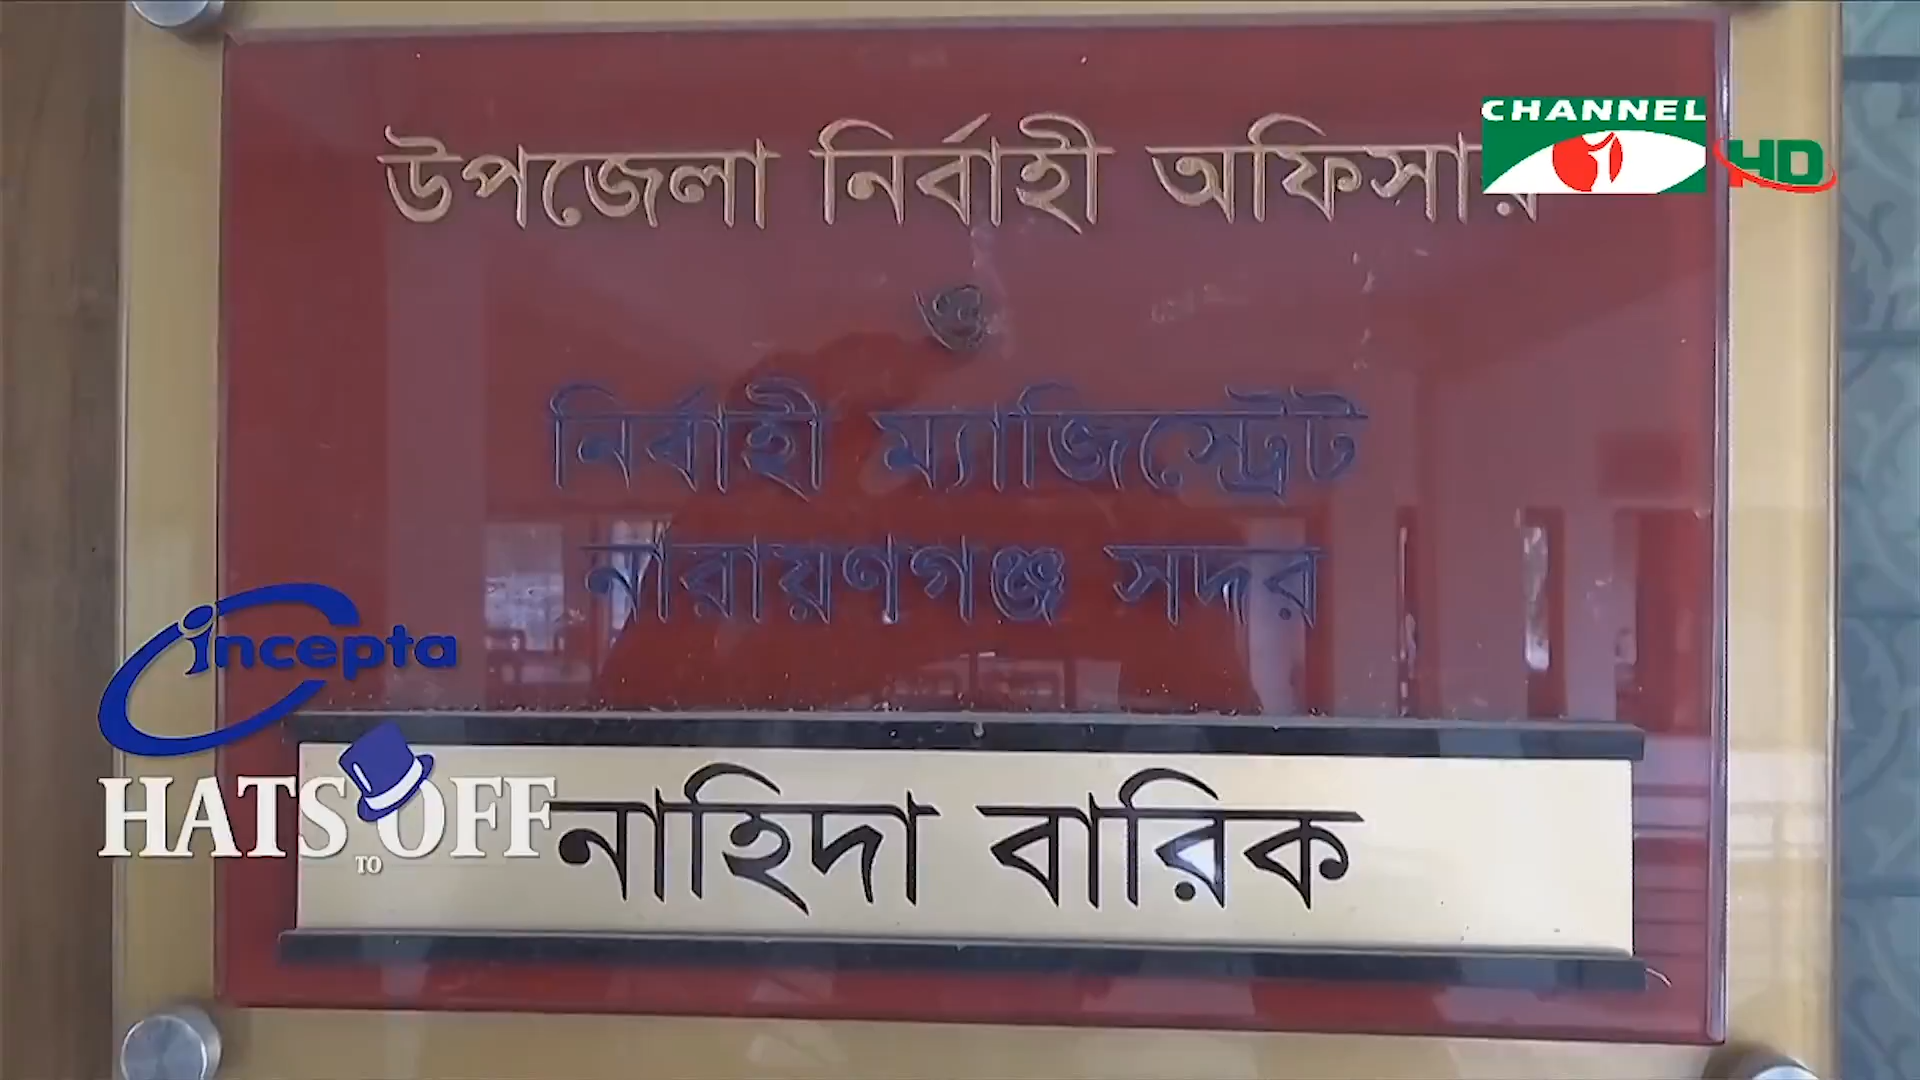 CHANNEL
i HD
উপজেলা নির্বাহী অফিসার
ও
নির্বাহী ম্যাজিস্ট্রেট
নারায়ণগঞ্জ সদর
incepta
HATS TO OFF
নাহিদা বারিক